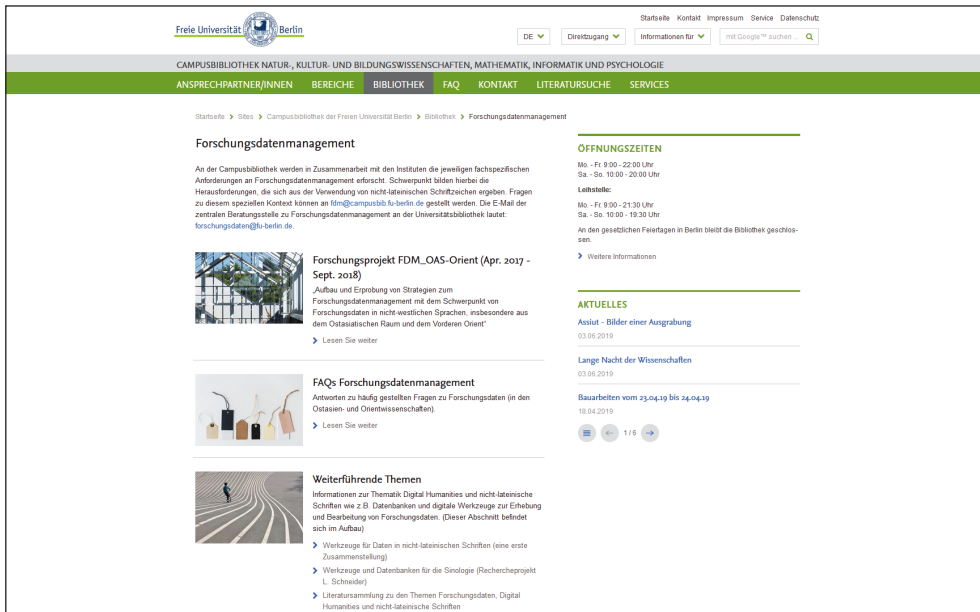 Startseite Kontakt Impressum Service Datenschutz
Freie Universität Berlin
DE Direktzugang Informationen für mit Google™ suchen ...
CAMPUSBIBLIOTHEK NATUR-, KULTUR- UND BILDUNGSWISSENSCHAFTEN, MATHEMATIK, INFORMATIK UND PSYCHOLOGIE
ANSPRECHPARTNER/INNEN BEREICHE BIBLIOTHEK FAQ KONTAKT LITERATURSUCHE SERVICES
Startseite > Sites > Campusbibliothek der Freien Universität Berlin > Bibliothek > Forschungsdatenmanagement
Forschungsdatenmanagement
An der Campusbibliothek werden in Zusammenarbeit mit den Instituten die jeweiligen fachspezifischen
Anforderungen an Forschungsdatenmanagement erforscht. Schwerpunkt bilden hierbei die
Herausforderungen, die sich aus der Verwendung von nicht-lateinischen Schriftzeichen ergeben. Fragen
zu diesem speziellen Kontext können an fdm@campusbib.fu-berlin.de gestellt werden. Die E-Mail der
zentralen Beratungsstelle zu Forschungsdatenmanagement an der Universitätsbibliothek lautet:
forschungsdaten@fu-berlin.de.
Forschungsprojekt FDM_OAS-Orient (Apr. 2017 -
Sept. 2018)
„Aufbau und Erprobung von Strategien zum
Forschungsdatenmanagement mit dem Schwerpunkt von
Forschungsdaten in nicht-westlichen Sprachen, insbesondere aus
dem Ostasiatischen Raum und dem Vorderen Orient"
> Lesen Sie weiter
FAQs Forschungsdatenmanagement
Antworten zu häufig gestellten Fragen zu Forschungsdaten (in den
Ostasien- und Orientwissenschaften).
> Lesen Sie weiter
Weiterführende Themen
Informationen zur Thematik Digital Humanities und nicht-lateinische
Schriften wie z.B. Datenbanken und digitale Werkzeuge zur Erhebung
und Bearbeitung von Forschungsdaten. (Dieser Abschnitt befindet
sich im Aufbau)
> Werkzeuge für Daten in nicht-lateinischen Schriften (eine erste
Zusammenstellung)
> Werkzeuge und Datenbanken für die Sinologie (Rechercheprojekt
L. Schneider)
> Literatursammlung zu den Themen Forschungsdaten, Digital
Humanities und nicht-lateinische Schriften
ÖFFNUNGSZEITEN
Mo. - Fr. 9:00 - 22:00 Uhr
Sa. - So. 10:00 - 20:00 Uhr
Leihstelle:
Mo. - Fr. 9:00 - 21:30 Uhr
Sa. - So. 10:00 - 19:30 Uhr
An den gesetzlichen Feiertagen in Berlin bleibt die Bibliothek geschlos-
sen.
> Weitere Informationen
AKTUELLES
Assiut - Bilder einer Ausgrabung
03.06.2019
Lange Nacht der Wissenschaften
03.06.2019
Bauarbeiten vom 23.04.19 bis 24.04.19
18.04.2019
1 / 6